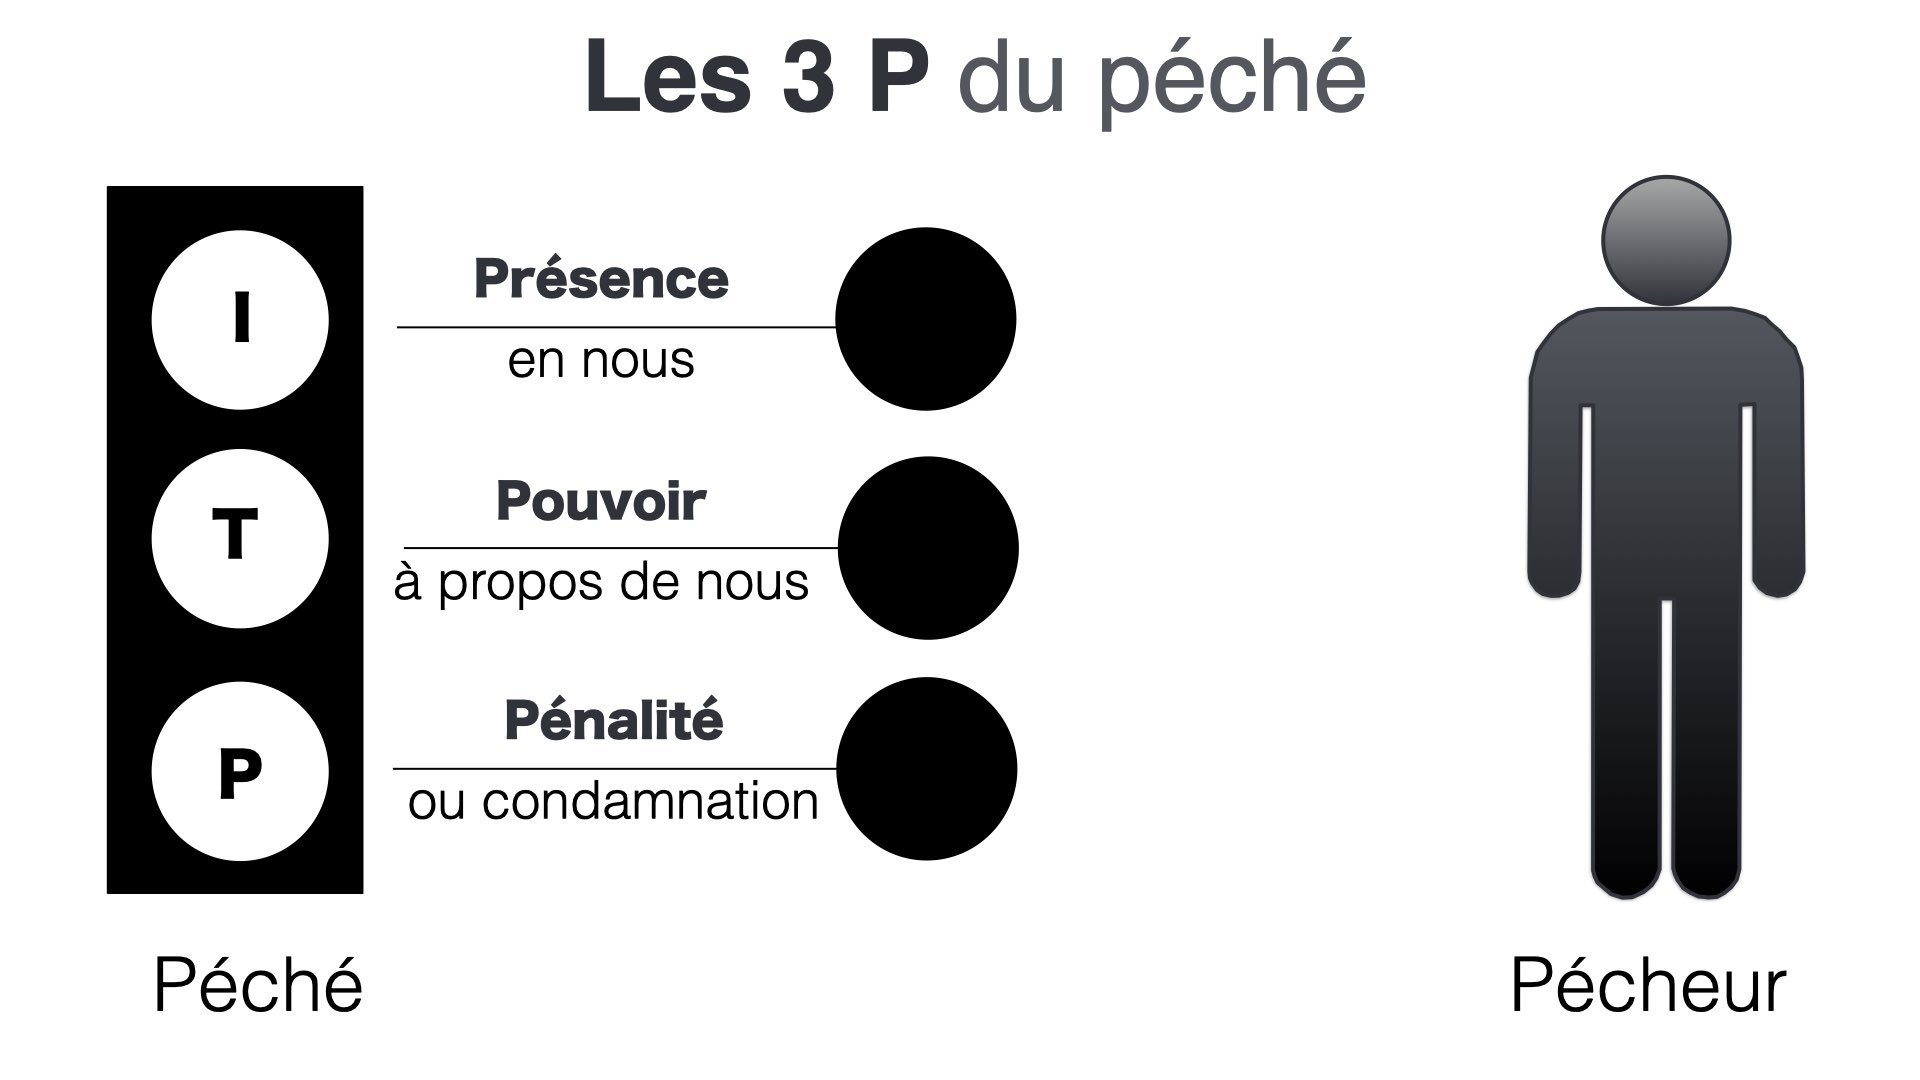 Les 3 P du péché
I
Présence
en nous
T
Pouvoir
à propos de nous
P
Pénalité
ou condamnation
Péché
Pécheur